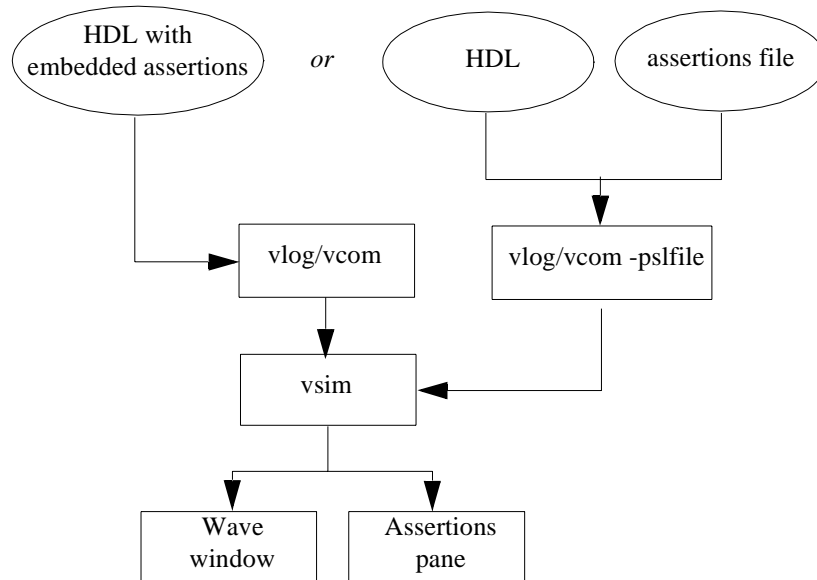 HDL with
embedded assertions
or
HDL
assertions file
vlog/vcom
vlog/vcom -pslfile
vsim
Wave
window
Assertions
pane